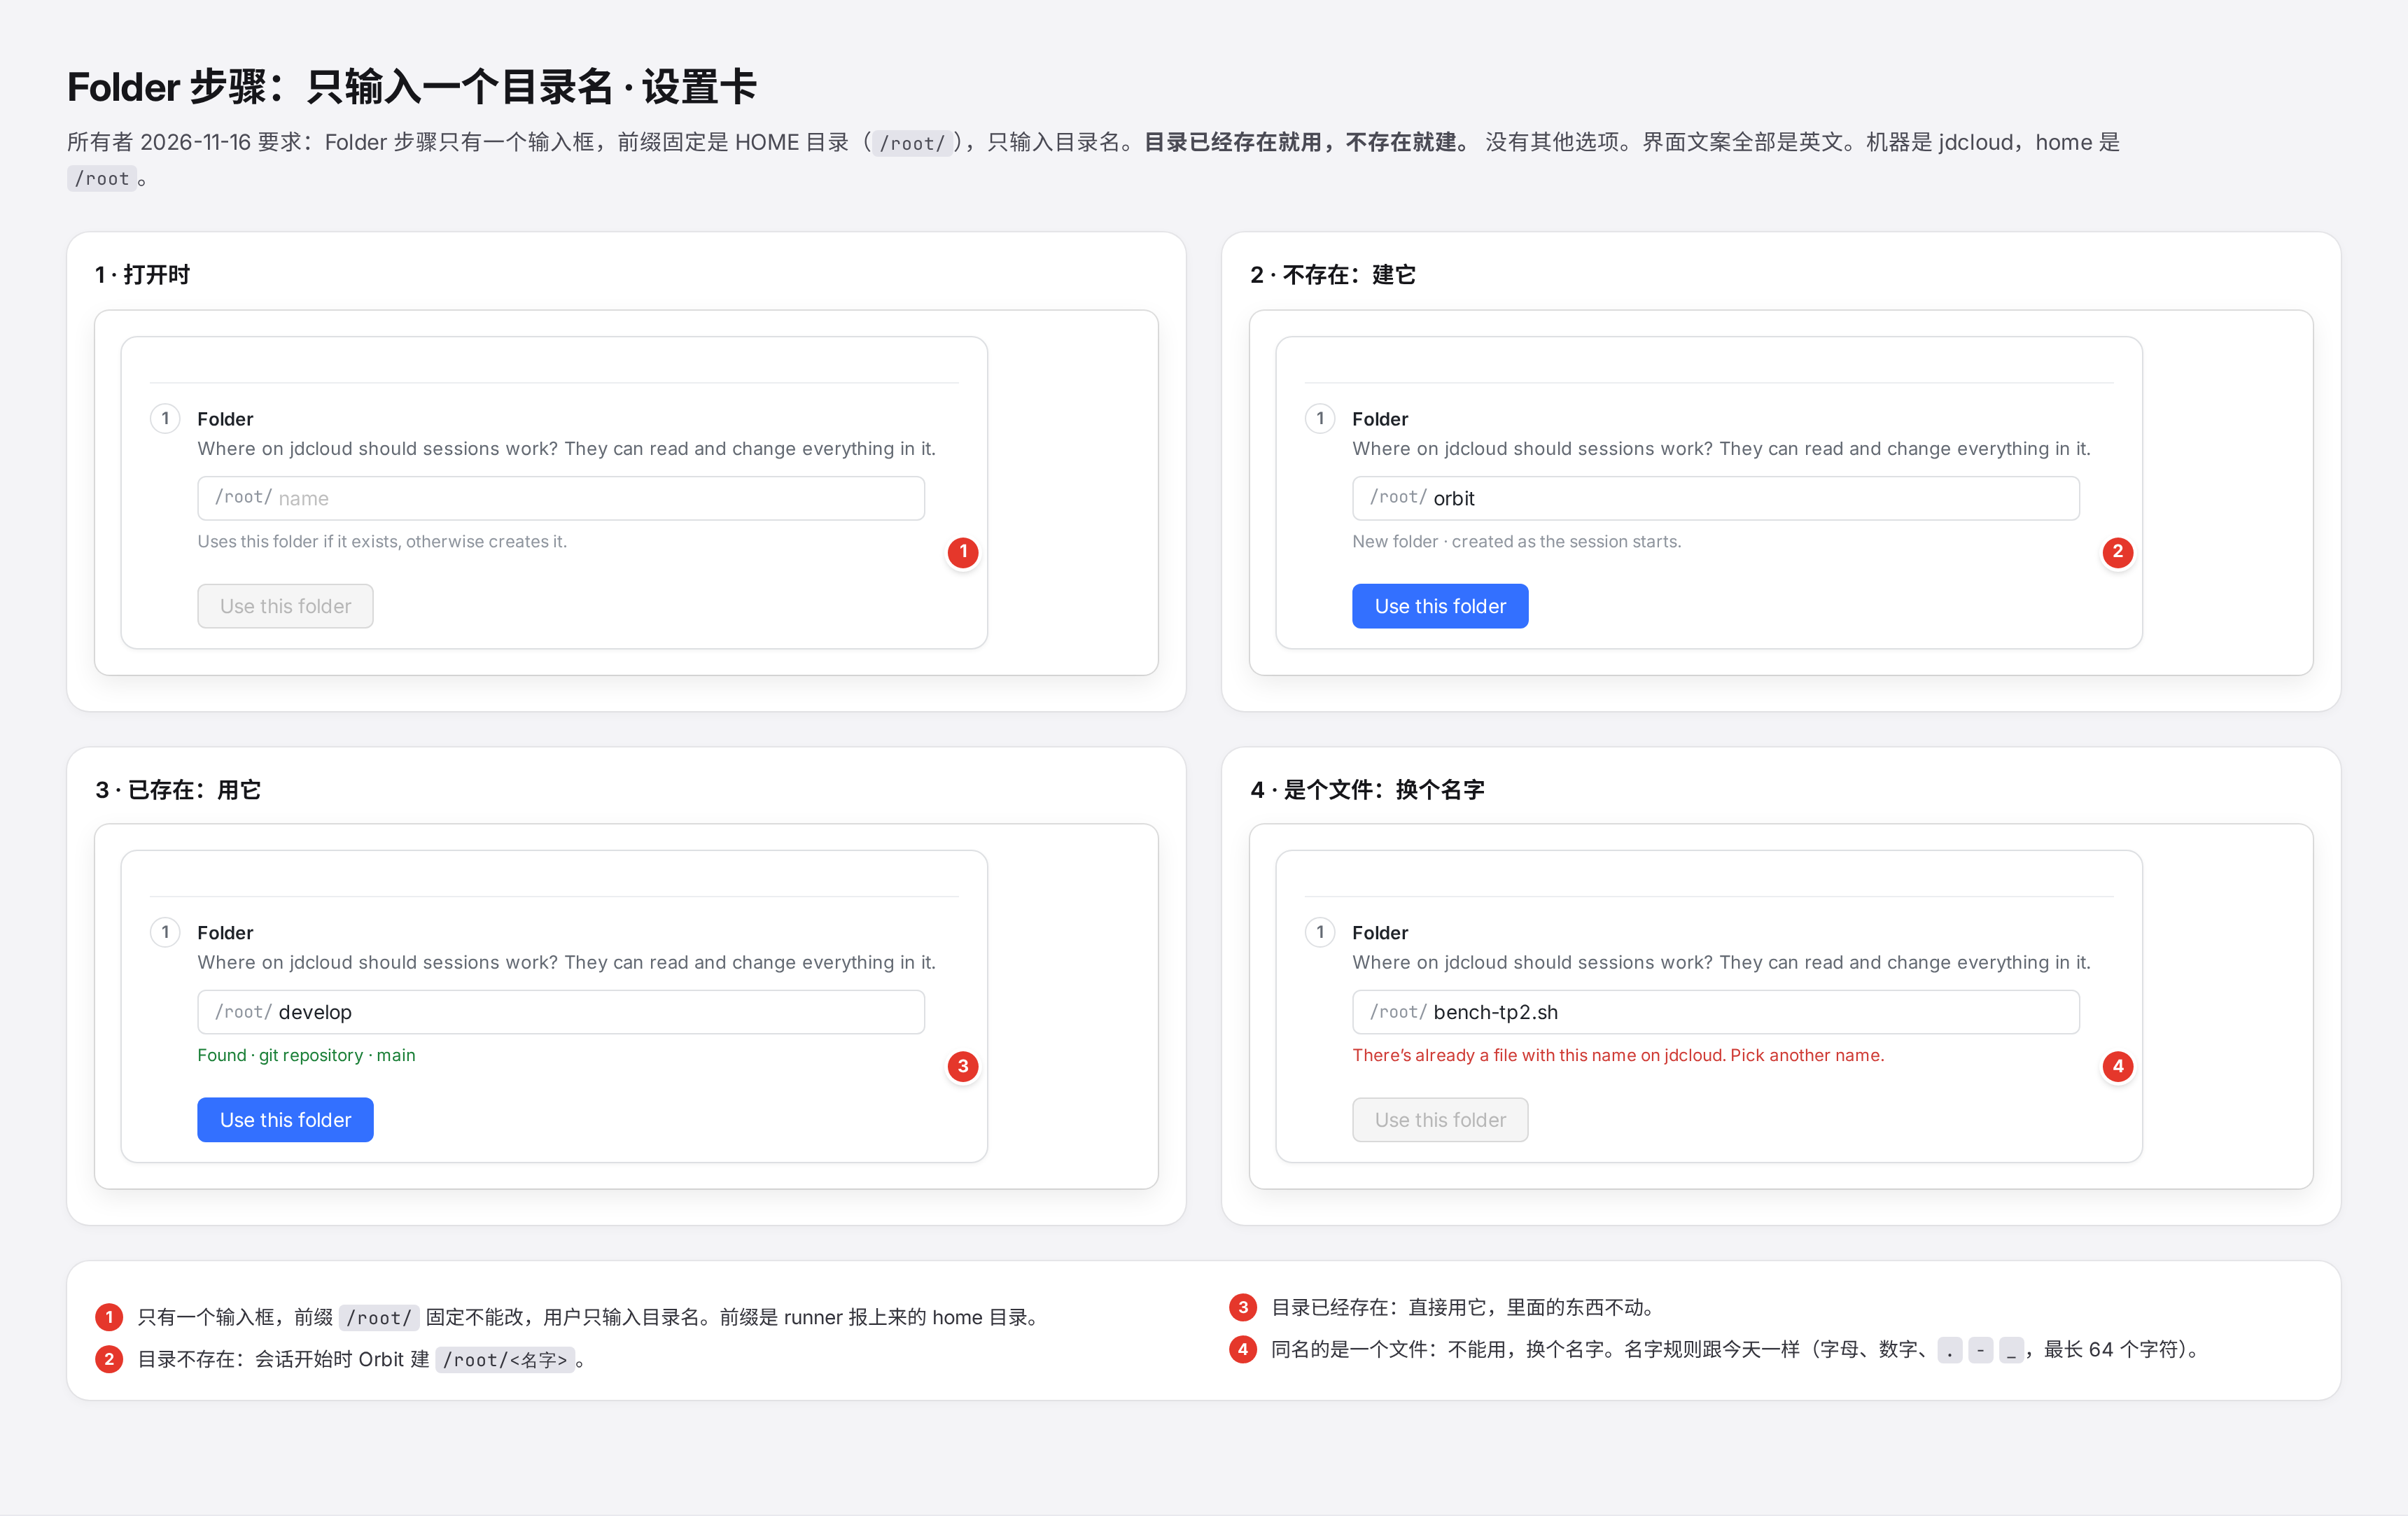 Folder 步骤：只输入一个目录名 · 设置卡
所有者 2026-11-16 要求：Folder 步骤只有一个输入框，前缀固定是 HOME 目录（ /root/ ），只输入目录名。目录已经存在就用，不存在就建。 没有其他选项。界面文案全部是英文。机器是 jdcloud，home 是
/root 。
1 · 打开时
1
Folder
Where on jdcloud should sessions work? They can read and change everything in it.
/root/ name
Uses this folder if it exists, otherwise creates it.
1
Use this folder
2 · 不存在：建它
1
Folder
Where on jdcloud should sessions work? They can read and change everything in it.
/root/ orbit
New folder · created as the session starts.
2
Use this folder
3 · 已存在：用它
1
Folder
Where on jdcloud should sessions work? They can read and change everything in it.
/root/ develop
Found · git repository · main
3
Use this folder
4 · 是个文件：换个名字
1
Folder
Where on jdcloud should sessions work? They can read and change everything in it.
/root/ bench-tp2.sh
There’s already a file with this name on jdcloud. Pick another name.
4
Use this folder
1 只有一个输入框，前缀 /root/ 固定不能改，用户只输入目录名。前缀是 runner 报上来的 home 目录。
2 目录不存在：会话开始时 Orbit 建 /root/<名字> 。
3 目录已经存在：直接用它，里面的东西不动。
4 同名的是一个文件：不能用，换个名字。名字规则跟今天一样（字母、数字、 . - _ ，最长 64 个字符）。